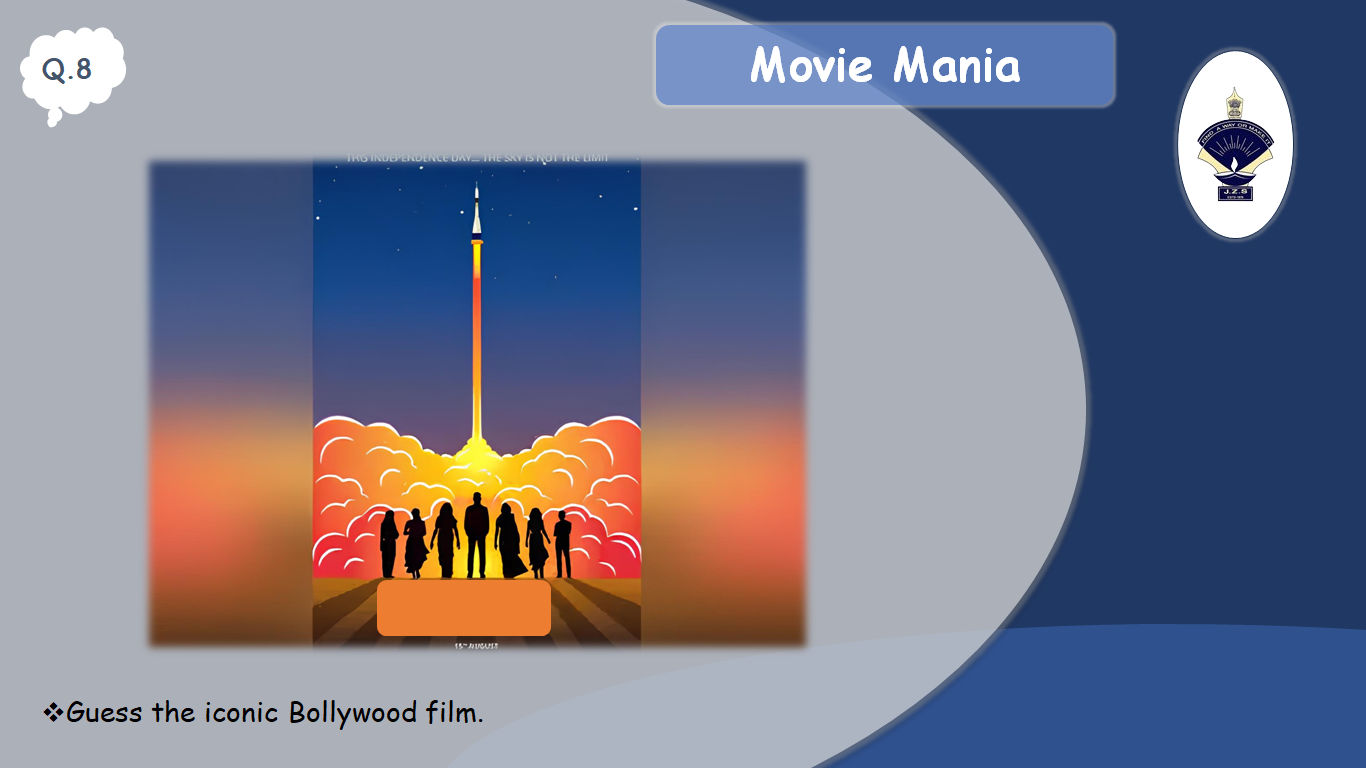 Q.8
Movie Mania
FIND A WAY OR MAKE IT
J.Z.S
THIS INDEPENDENCE DAY... THE SKY IS NOT THE LIMIT
15TH AUGUST
❖Guess the iconic Bollywood film.